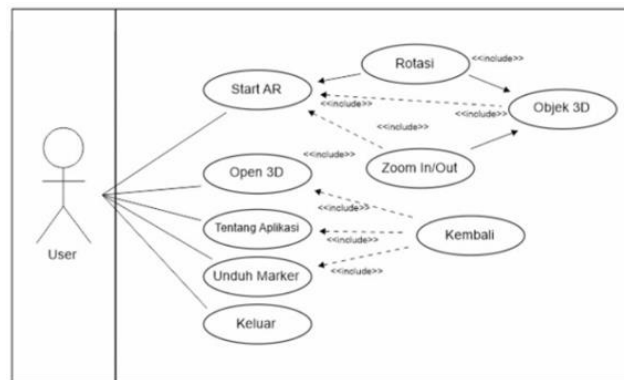 Rotasi
<<include>>
Start AR
<<include>>
Objek 3D
<<include>>
<<include>>
<<include>>
Open 3D
Zoom In/Out
<<include>>
Tentang Aplikasi
<<include>>
Kembali
User
Unduh Marker
<<include>>
Keluar